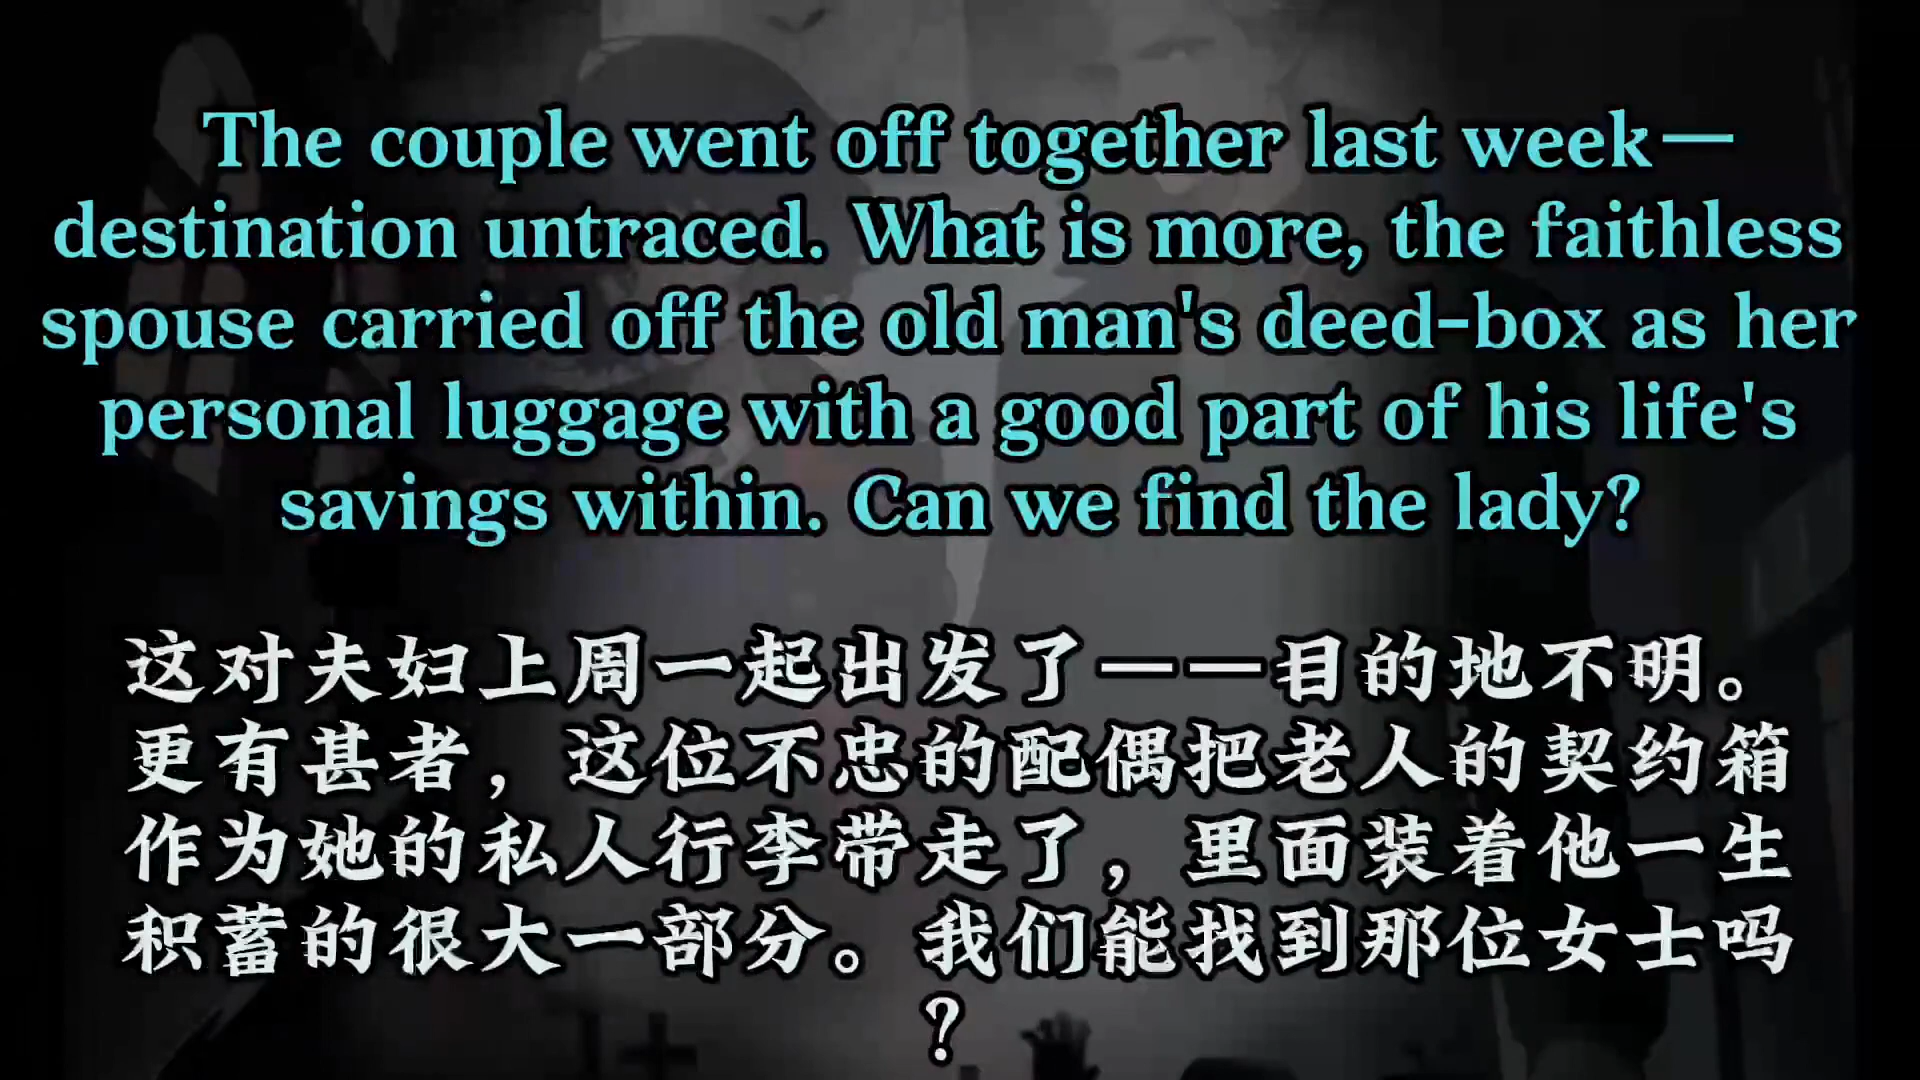 The couple went off together last week—
destination untraced. What is more, the faithless
spouse carried off the old man's deed-box as her
personal luggage with a good part of his life's
savings within. Can we find the lady?
这对夫妇上周一起出发了——目的地不明。
更有甚者，这位不忠的配偶把老人的契约箱
作为她的私人行李带走了，里面装着他一生
积蓄的很大一部分。我们能找到那位女士吗
？